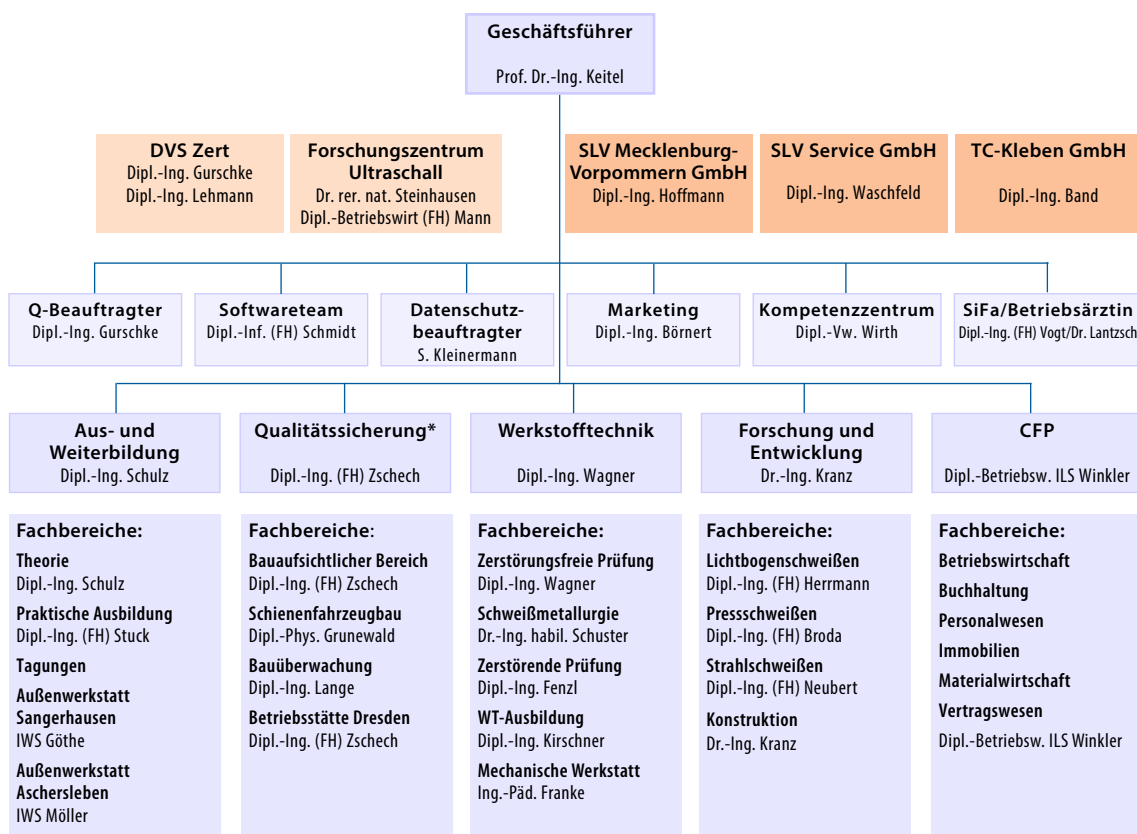 Geschäftsführer
Prof. Dr.-Ing. Keitel
DVS Zert
Dipl.-Ing. Gurschke
Dipl.-Ing. Lehmann
Forschungszentrum
Ultraschall
Dr. rer. nat. Steinhausen
Dipl.-Betriebswirt (FH) Mann
SLV Mecklenburg-
Vorpommern GmbH
Dipl.-Ing. Hoffmann
SLV Service GmbH
Dipl.-Ing. Waschfeld
TC-Kleben GmbH
Dipl.-Ing. Band
Q-Beauftragter
Dipl.-Ing. Gurschke
Softwareteam
Dipl.-Inf. (FH) Schmidt
Datenschutz-
beauftragter
S. Kleinermann
Marketing
Dipl.-Ing. Börnert
Kompetenzzentrum
Dipl.-Vw. Wirth
SiFa/Betriebsärztin
Dipl.-Ing. (FH) Vogt/Dr. Lantzsch
Aus- und
Weiterbildung
Dipl.-Ing. Schulz
Qualitätssicherung*
Dipl.-Ing. (FH) Zschech
Werkstofftechnik
Dipl.-Ing. Wagner
Forschung und
Entwicklung
Dr.-Ing. Kranz
CFP
Dipl.-Betriebsw. ILS Winkler
Fachbereiche:
Theorie
Dipl.-Ing. Schulz
Praktische Ausbildung
Dipl.-Ing. (FH) Stuck
Tagungen
Außenwerkstatt
Sangerhausen
IWS Göthe
Außenwerkstatt
Aschersleben
IWS Möller
Fachbereiche:
Bauaufsichtlicher Bereich
Dipl.-Ing. (FH) Zschech
Schienenfahrzeugbau
Dipl.-Phys. Grunewald
Bauüberwachung
Dipl.-Ing. Lange
Betriebsstätte Dresden
Dipl.-Ing. (FH) Zschech
Fachbereiche:
Zerstörungsfreie Prüfung
Dipl.-Ing. Wagner
Schweißmetallurgie
Dr.-Ing. habil. Schuster
Zerstörende Prüfung
Dipl.-Ing. Fenzl
WT-Ausbildung
Dipl.-Ing. Kirschner
Mechanische Werkstatt
Ing.-Päd. Franke
Fachbereiche:
Lichtbogenschweißen
Dipl.-Ing. (FH) Herrmann
Pressschweißen
Dipl.-Ing. (FH) Broda
Strahlschweißen
Dipl.-Ing. (FH) Neubert
Konstruktion
Dr.-Ing. Kranz
Fachbereiche:
Betriebswirtschaft
Buchhaltung
Personalwesen
Immobilien
Materialwirtschaft
Vertragswesen
Dipl.-Betriebsw. ILS Winkler